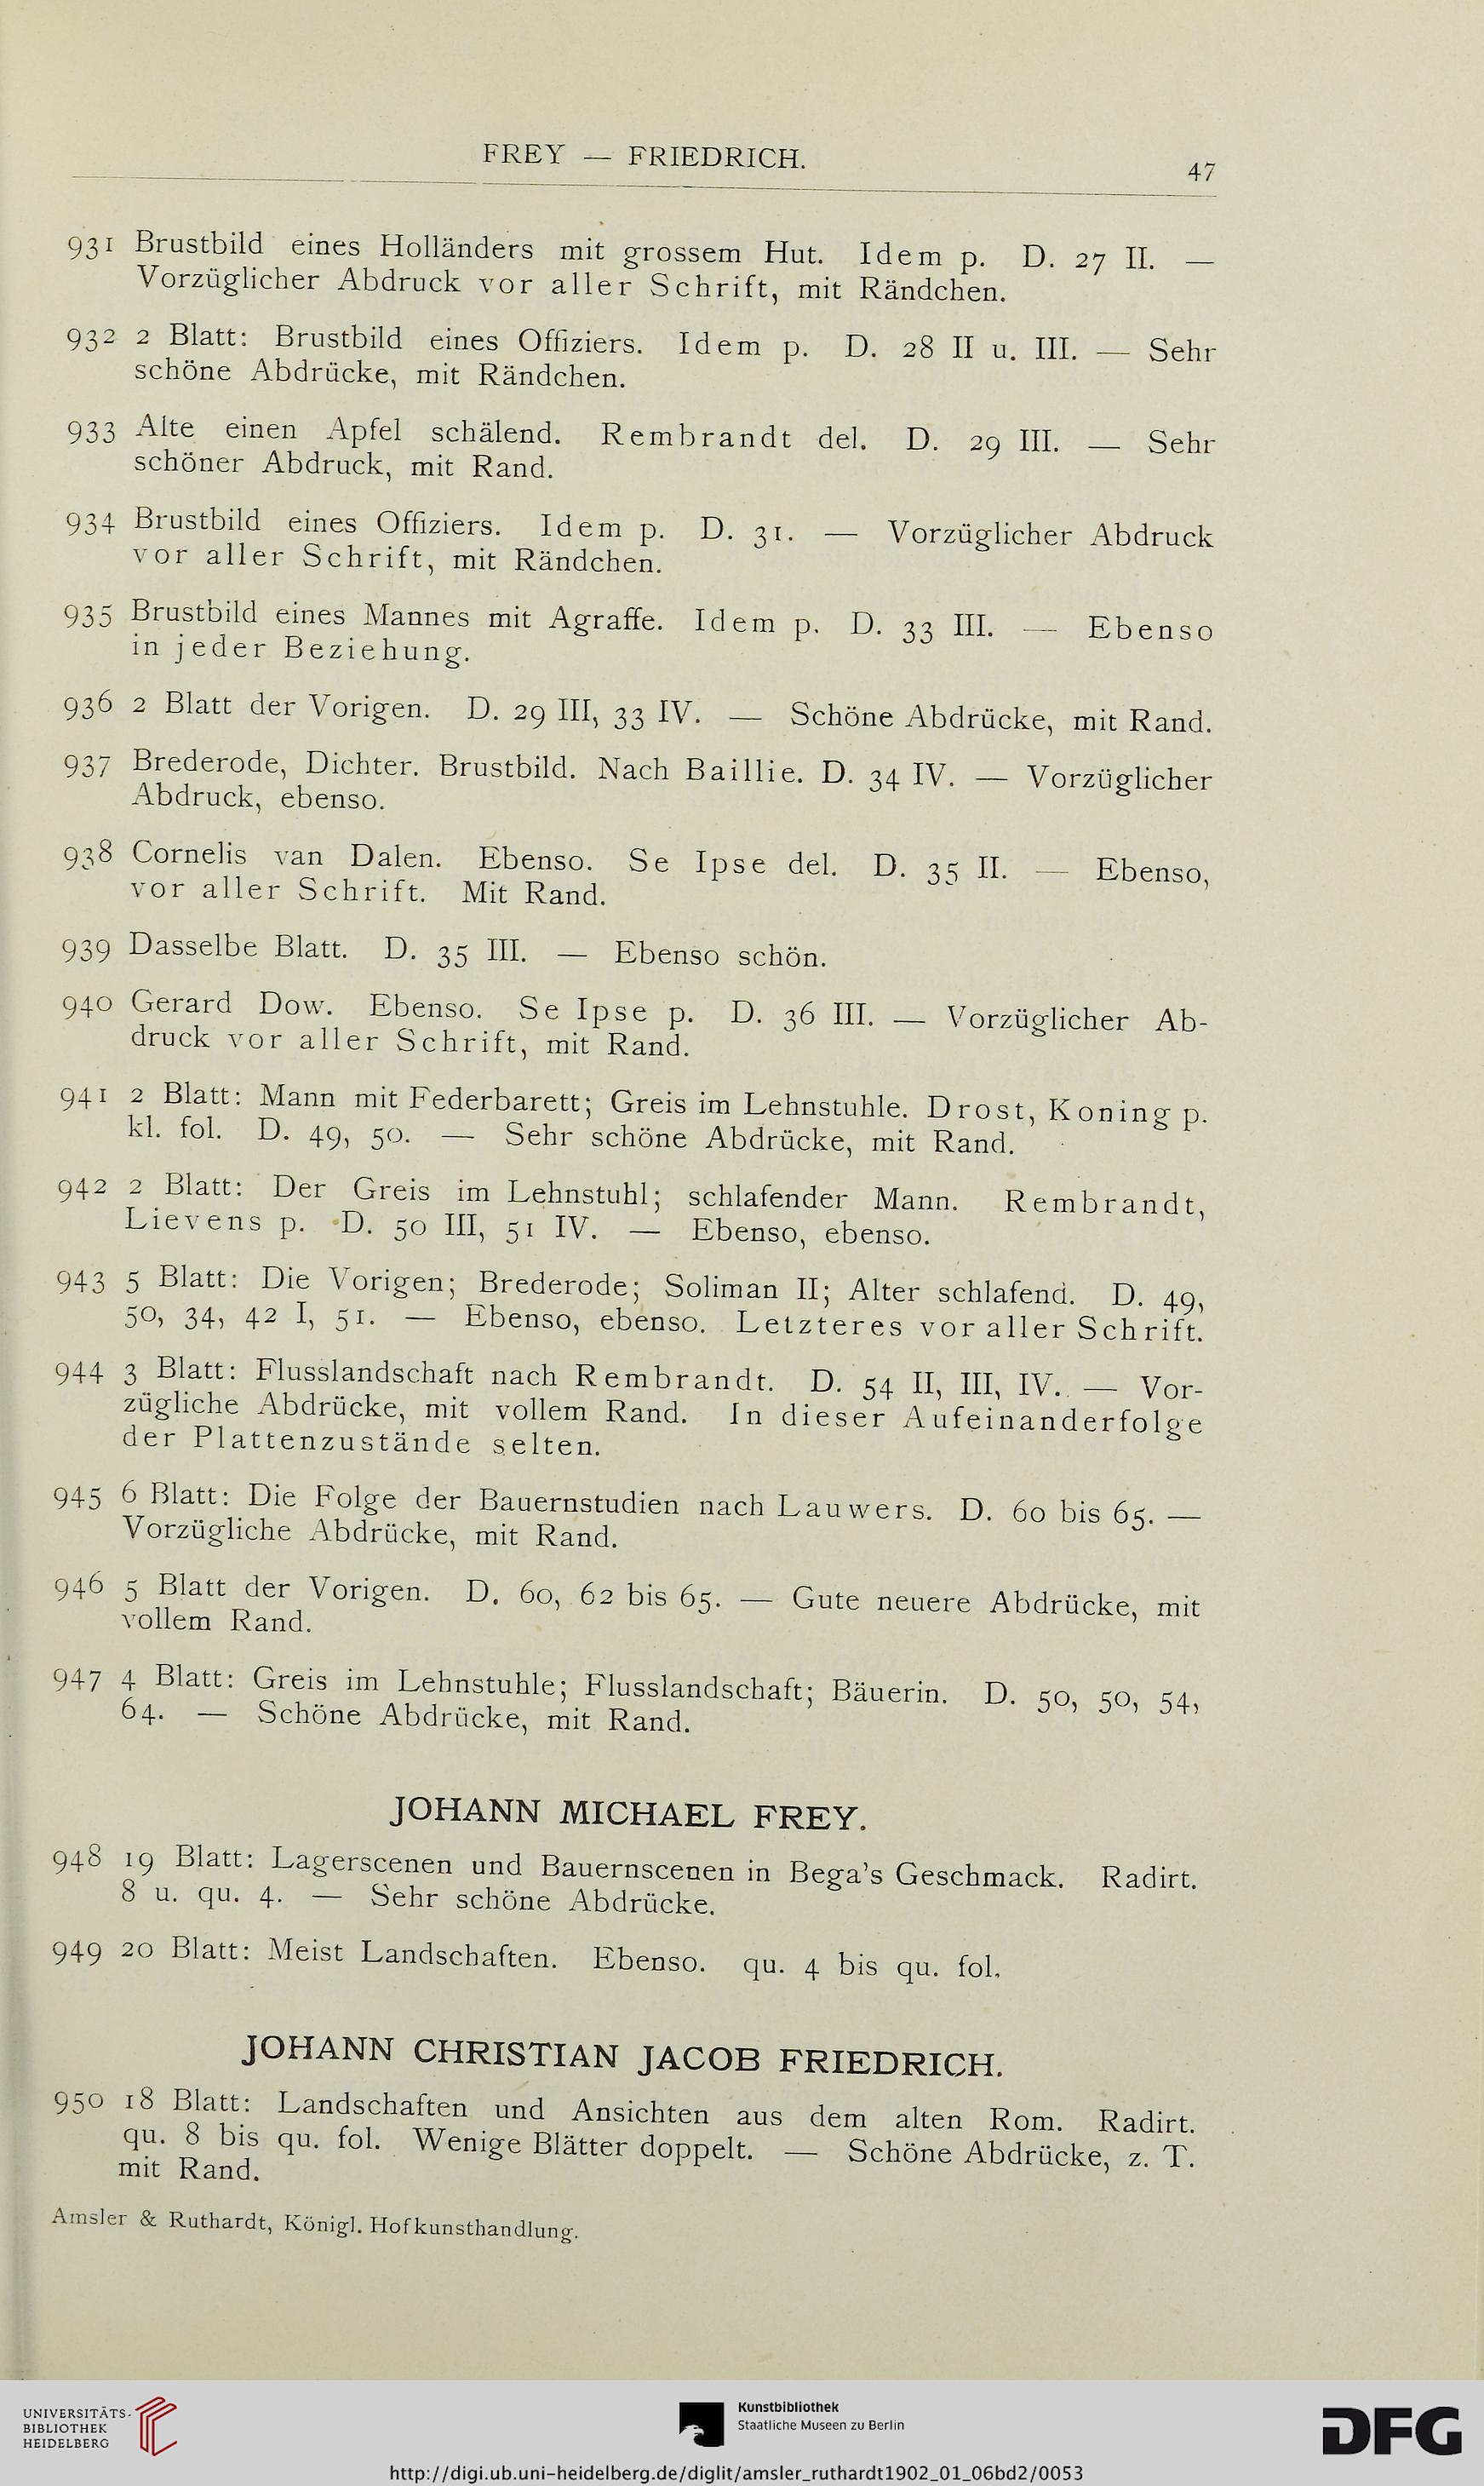 FREY — FRIEDRICH.
47
931 Brustbild eines Holländers mit grossem Hut. Idem p. D. 27 II. —
Vorzüglicher Abdruck vor aller Schrift, mit Rändchen.
932 2 Blatt: Brustbild eines Offiziers. Idem p. D. 28 II u. III. — Sehr
schöne Abdrücke, mit Rändchen.
933 Alte einen Apfel schälend. Rembrandt del. D. 29 III. — Sehr
schöner Abdruck, mit Rand.
934 Brustbild eines Offiziers. Idem p. D. 31. — Vorzüglicher Abdruck
vor aller Schrift, mit Rändchen.
935 Brustbild eines Mannes mit Agraffe. Idem p. D. 33 III. — Ebenso
in jeder Beziehung.
936 2 Blatt der Vorigen. D. 29 III, 33 IV. — Schöne Abdrücke, mit Rand.
937 Brederode, Dichter. Brustbild. Nach Baillie. D. 34 IV. — Vorzüglicher
Abdruck, ebenso.
938 Cornelis van Dalen. Ebenso. Se Ipse del. D. 35 II. — Ebenso,
vor aller Schrift. Mit Rand.
939 Dasselbe Blatt. D. 35 III. — Ebenso schön.
940 Gerard Dow. Ebenso. Se Ipse p. D. 36 III. — Vorzüglicher Ab-
druck vor aller Schrift, mit Rand.
941 2 Blatt: Mann mit Federbarett; Greis im Lehnstuhle. Drost, Koning p.
kl. fol. D. 49, 50. — Sehr schöne Abdrücke, mit Rand.
942 2 Blatt: Der Greis im Lehnstuhl; schlafender Mann. Rembrandt,
Lievens p. D. 50 III, 51 IV. — Ebenso, ebenso.
943 5 Blatt: Die Vorigen; Brederode; Soliman II; Alter schlafend. D. 49,
50, 34, 42 I, 51. — Ebenso, ebenso. Letzteres vor aller Schrift.
944 3 Blatt: Flusslandschaft nach Rembrandt. D. 54 II, III, IV. — Vor-
zügliche Abdrücke, mit vollem Rand. In dieser Aufeinanderfolge
der Plattenzustände selten.
945 6 Blatt: Die Folge der Bauernstudien nach Lauwers. D. 60 bis 65. —
Vorzügliche Abdrücke, mit Rand.
946 5 Blatt der Vorigen. D. 60, 62 bis 65. — Gute neuere Abdrücke, mit
vollem Rand.
947 4 Blatt: Greis im Lehnstuhle; Flusslandschaft; Bäuerin. D. 50, 50, 54,
64. — Schöne Abdrücke, mit Rand.
JOHANN MICHAEL FREY.
948 19 Blatt: Lagerscenen und Bauernscenen in Bega's Geschmack. Radirt.
8 u. qu. 4. — Sehr schöne Abdrücke.
949 20 Blatt: Meist Landschaften. Ebenso. qu. 4 bis qu. fol.
JOHANN CHRISTIAN JACOB FRIEDRICH.
950 18 Blatt: Landschaften und Ansichten aus dem alten Rom. Radirt.
qu. 8 bis qu. fol. Wenige Blätter doppelt. — Schöne Abdrücke, z. T.
mit Rand.
Amsler & Ruthardt, Königl. Hofkunsthandlung.
UNIVERSITÄTS-
BIBLIOTHEK
HEIDELBERG
Kunstbibliothek
Staatliche Museen zu Berlin
DFG
http://digi.ub.uni-heidelberg.de/diglit/amsler_ruthardt1902_01_06bd2/0053